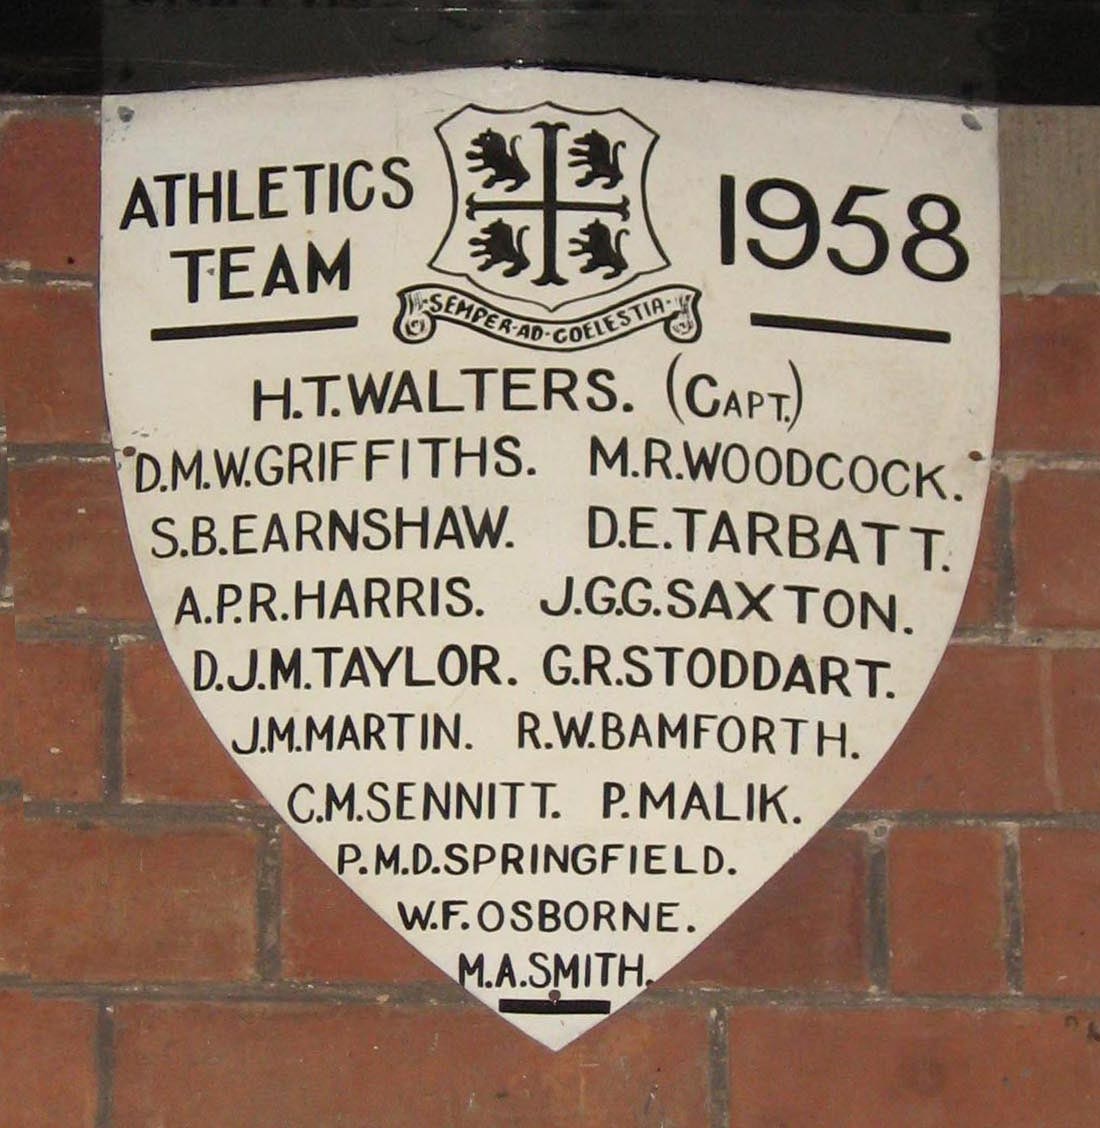 ATHLETICS TEAM 1958
SEMPER-AD-COELESTIA
H.T.WALTERS. (CAPT.)
D.M.W.GRIFFITHS. M.R.WOODCOCK.
S.B.EARNSHAW. D.E.TARBATT.
A.P.R.HARRIS. J.G.G.SAXTON.
D.J.M.TAYLOR. G.R.STODDART.
J.M.MARTIN. R.W.BAMFORTH.
C.M.SENNITT. P.MALIK.
P.M.D.SPRINGFIELD.
W.F.OSBORNE.
M.A.SMITH.